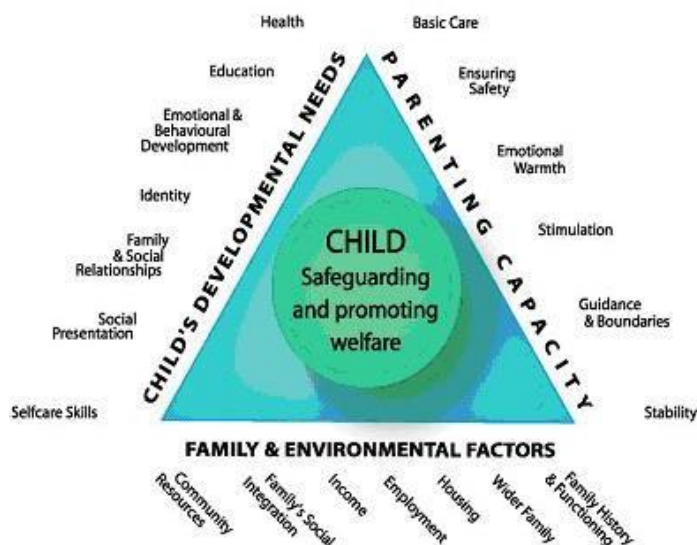 Health
Education
Emotional &
Behavioural
Development
Identity
Family
& Social
Relationships
Social
Presentation
Selfcare Skills
CHILD'S DEVELOPMENTAL NEEDS
CHILD
Safeguarding
and promoting
welfare
PARENTING CAPACITY
Basic Care
Ensuring
Safety
Emotional
Warmth
Stimulation
Guidance
& Boundaries
Stability
FAMILY & ENVIRONMENTAL FACTORS
Community
Resources
Family's Social
Integration
Income
Employment
Housing
Wider Family
Family History
& Functioning